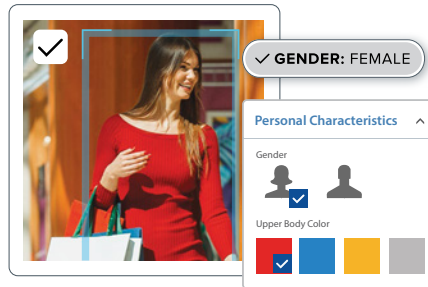 GENDER: FEMALE
Personal Characteristics
Gender
Upper Body Color